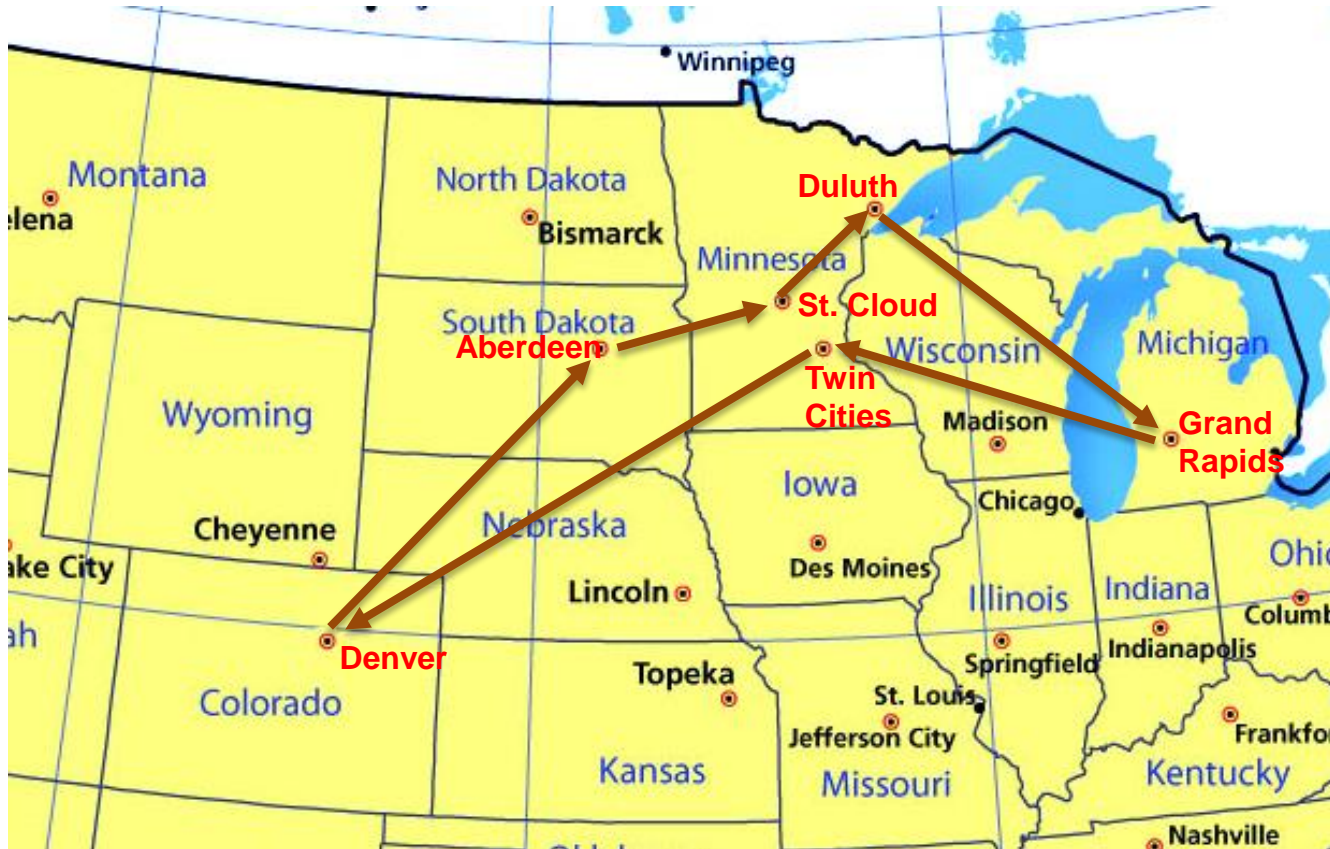 Winnipeg
Montana
North Dakota
Duluth
elena
Bismarck
Minnesota
St. Cloud
South Dakota
Aberdeen
Wisconsin
Michigan
Twin
Cities
Wyoming
Madison
Grand
Rapids
Iowa
Chicago
Cheyenne
Nebraska
ake City
Des Moines
Ohio
Lincoln
Illinois
Indiana
Columb
ah
Denver
Springfield
Indianapolis
Topeka
Colorado
St. Louis
Jefferson City
Frankfo
Kansas
Missouri
Kentucky
Nashville